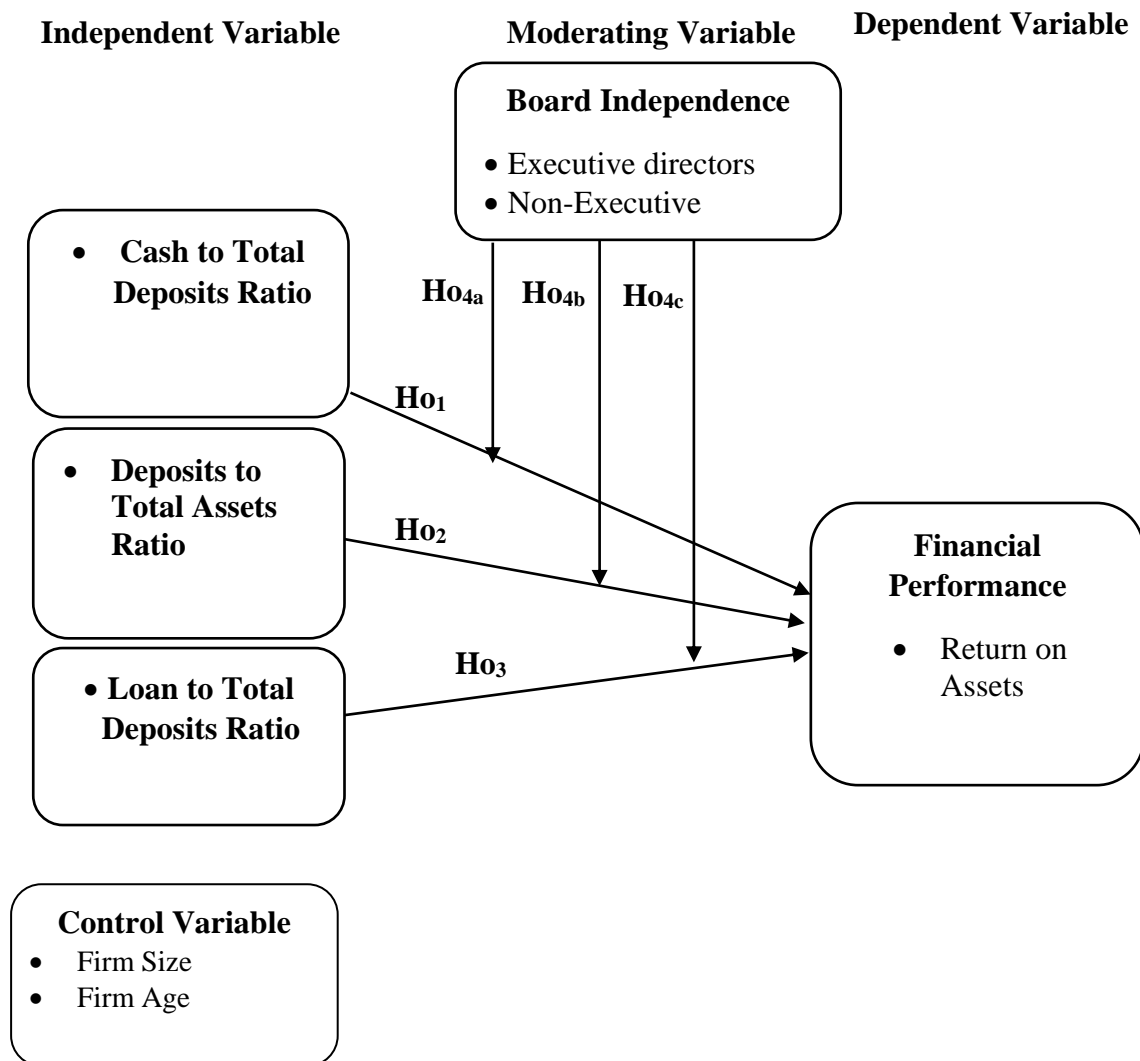 Independent Variable
Moderating Variable
Dependent Variable
Board Independence
• Executive directors
• Non-Executive
• Cash to Total
Deposits Ratio
Ho4a
Ho4b
Ho4c
Ho1
• Deposits to
Total Assets
Ratio
Ho2
• Loan to Total
Deposits Ratio
Ho3
Financial
Performance
• Return on
Assets
Control Variable
• Firm Size
• Firm Age